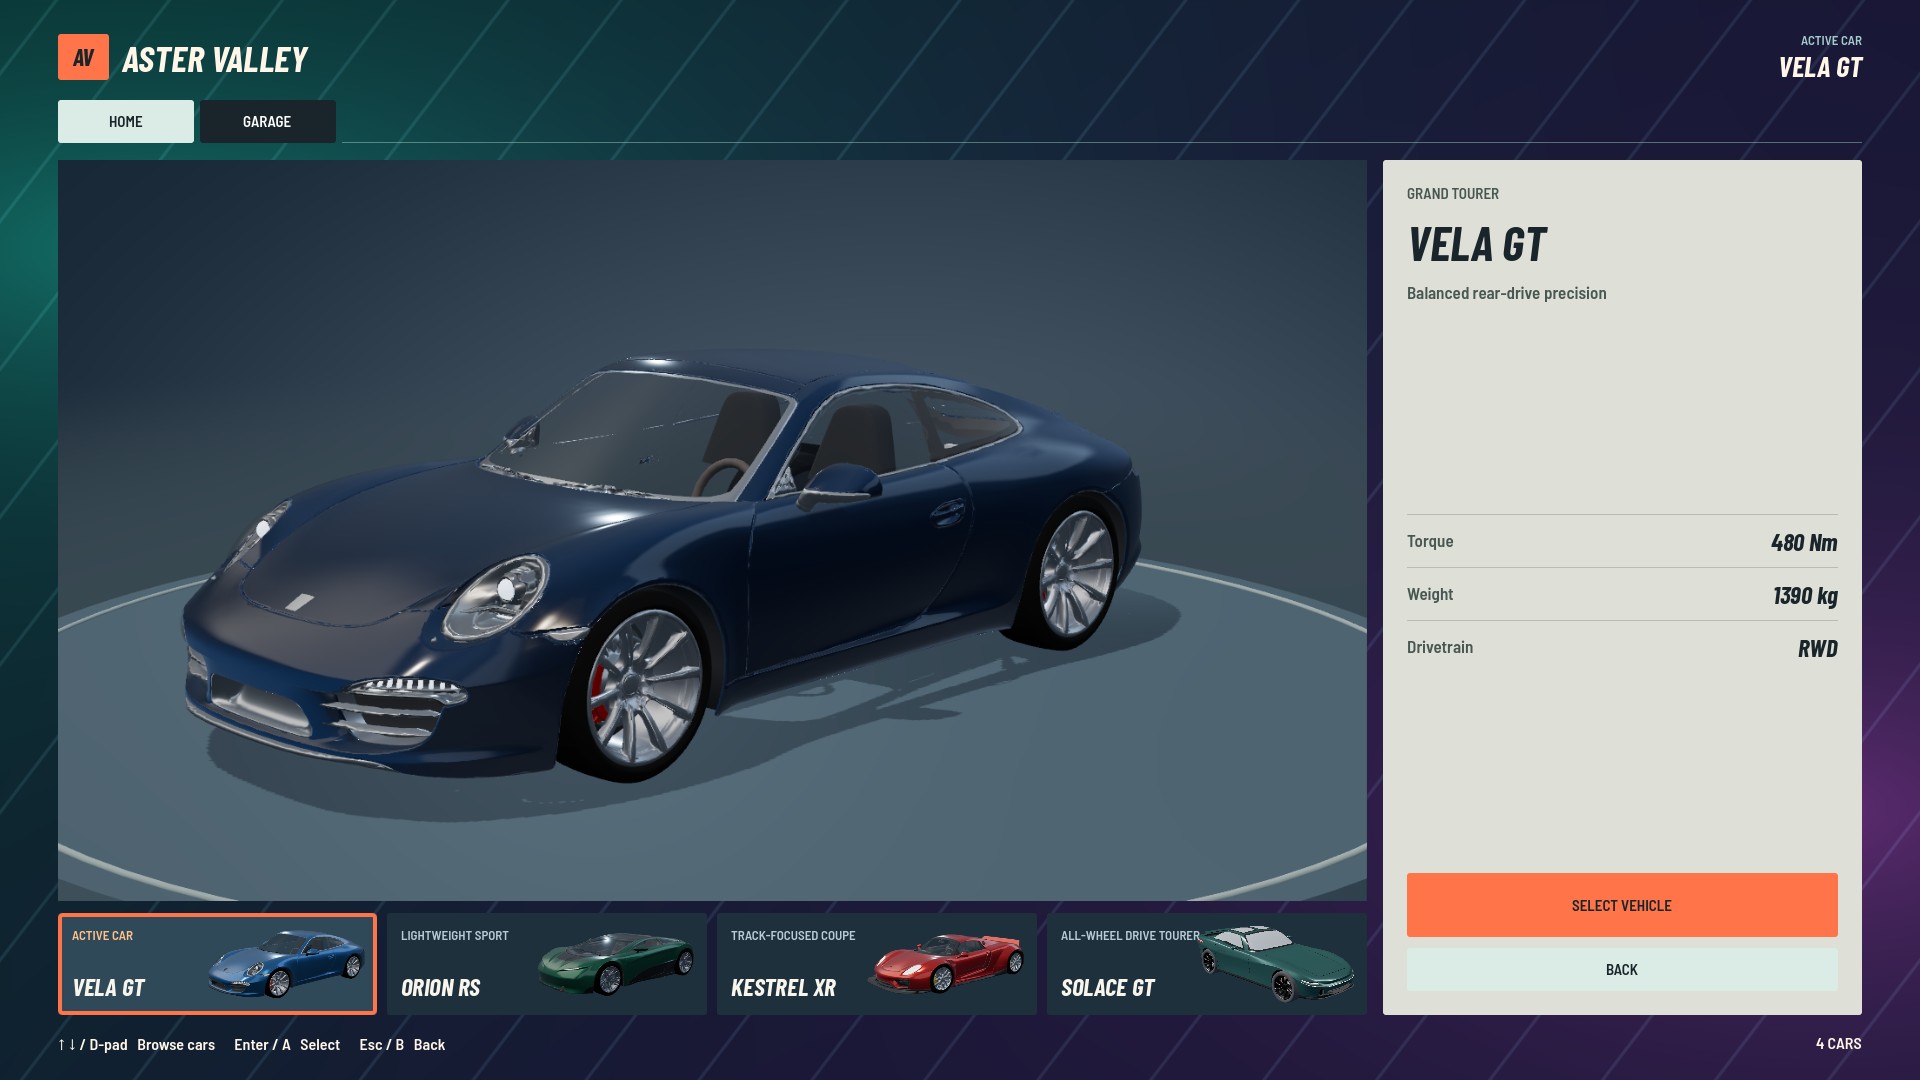 AV ASTER VALLEY
ACTIVE CAR
VELA GT
HOME
GARAGE
GRAND TOURER
VELA GT
Balanced rear-drive precision
Torque 480 Nm
Weight 1390 kg
Drivetrain RWD
SELECT VEHICLE
BACK
ACTIVE CAR
VELA GT
LIGHTWEIGHT SPORT
ORION RS
TRACK-FOCUSED COUPE
KESTREL XR
ALL-WHEEL DRIVE TOURER
SOLACE GT
↑ ↓ / D-pad Browse cars Enter / A Select Esc / B Back
4 CARS